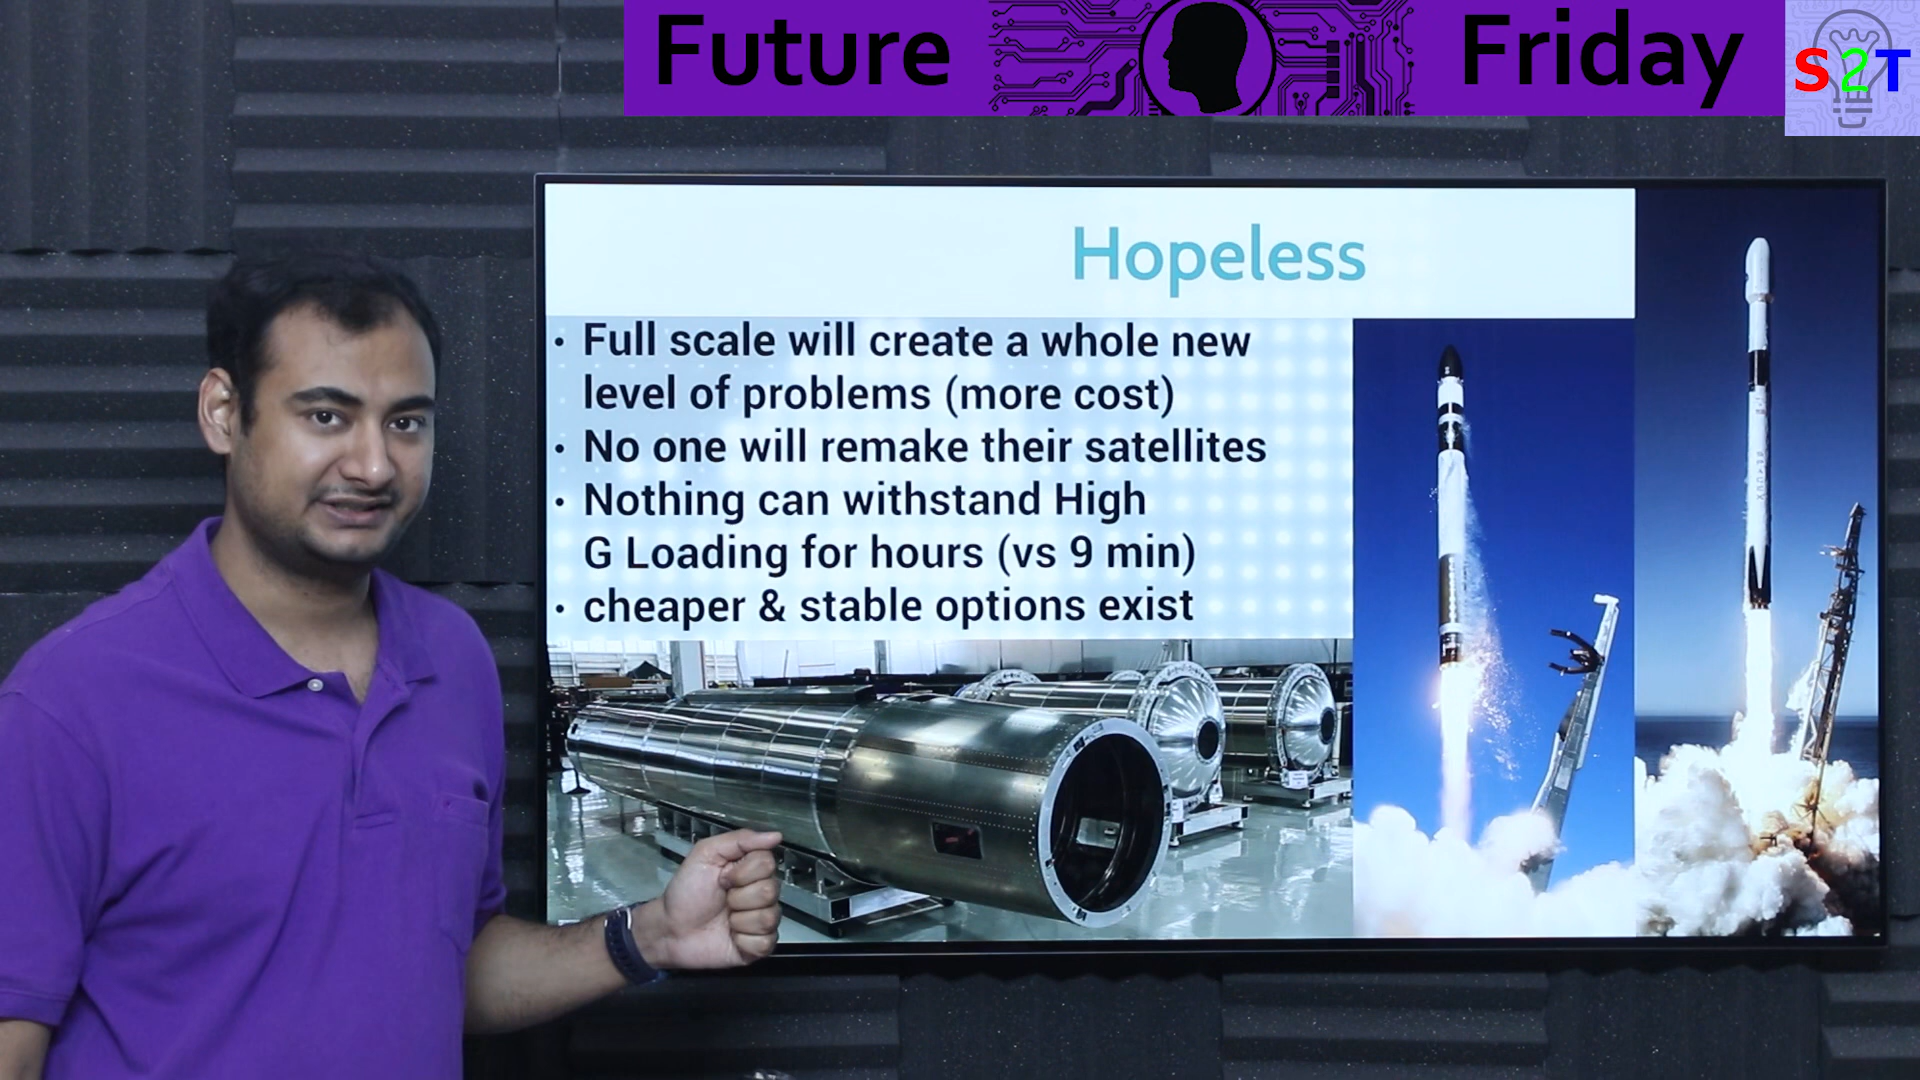 Future Friday
S2T
Hopeless
• Full scale will create a whole new
level of problems (more cost)
• No one will remake their satellites
• Nothing can withstand High
G Loading for hours (vs 9 min)
• cheaper & stable options exist